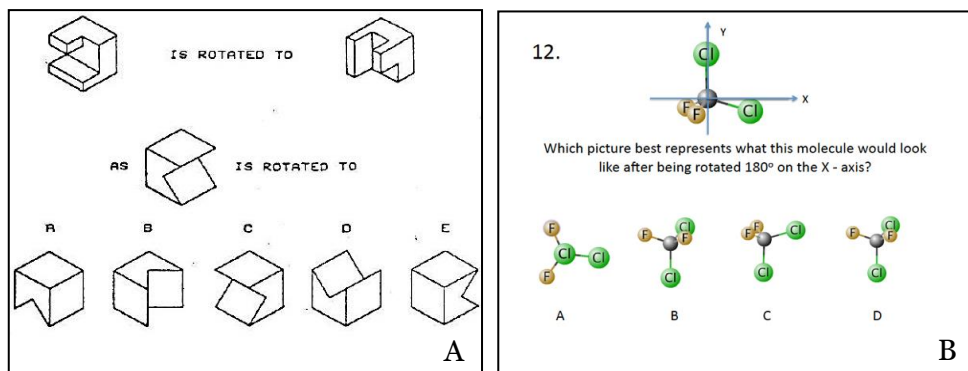 IS ROTATED TO
AS
IS ROTATED TO
A B C D E
A
12.
Y
Cl
X
F
F
Cl
Which picture best represents what this molecule would look
like after being rotated 180° on the X - axis?
F
Cl
Cl
F
F
Cl
F
Cl
F
F
Cl
Cl
F
Cl
F
Cl
A B C D
B